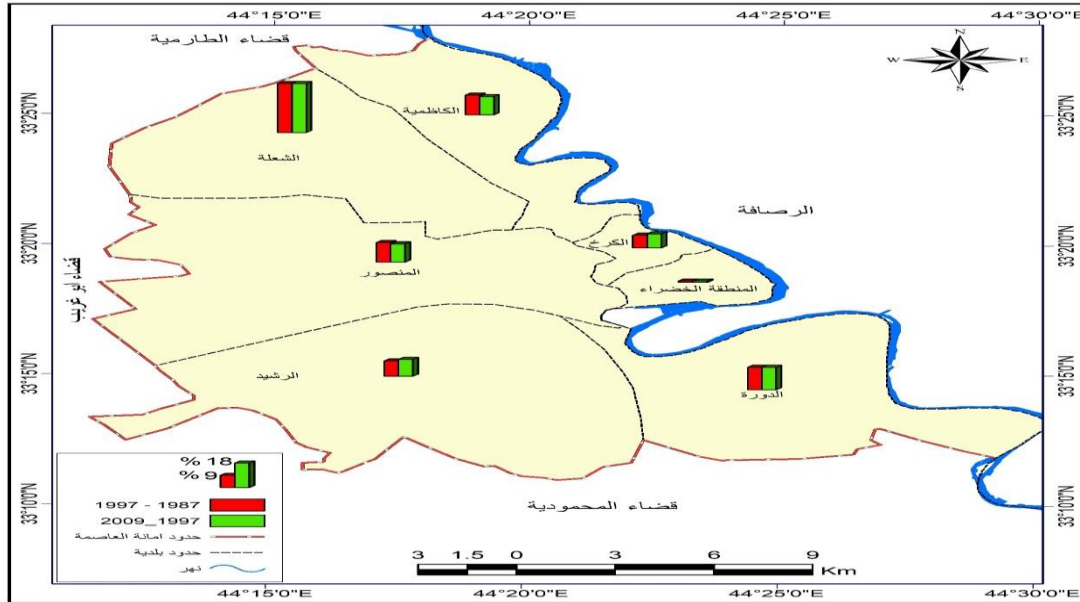 44°15'0"E 44°20'0"E 44°25'0"E 44°30'0"E
قضاء الطارمية
N
W E
الكاظمية
33°25'0"N 33°25'0"N
الشعلة
الرصافة
33°20'0"N 33°20'0"N
الكرخ
المنصور
المنطقة الخضراء
قضاء ابو غريب
33°15'0"N 33°15'0"N
الرشيد
الدورة
% 18
% 9
1997 - 1987
2009_1997
حدود امانة العاصمة
حدود بلدية
نهر
قضاء المحمودية
33°10'0"N 33°10'0"N
3 1.5 0 3 6 9
Km
44°15'0"E 44°20'0"E 44°25'0"E 44°30'0"E